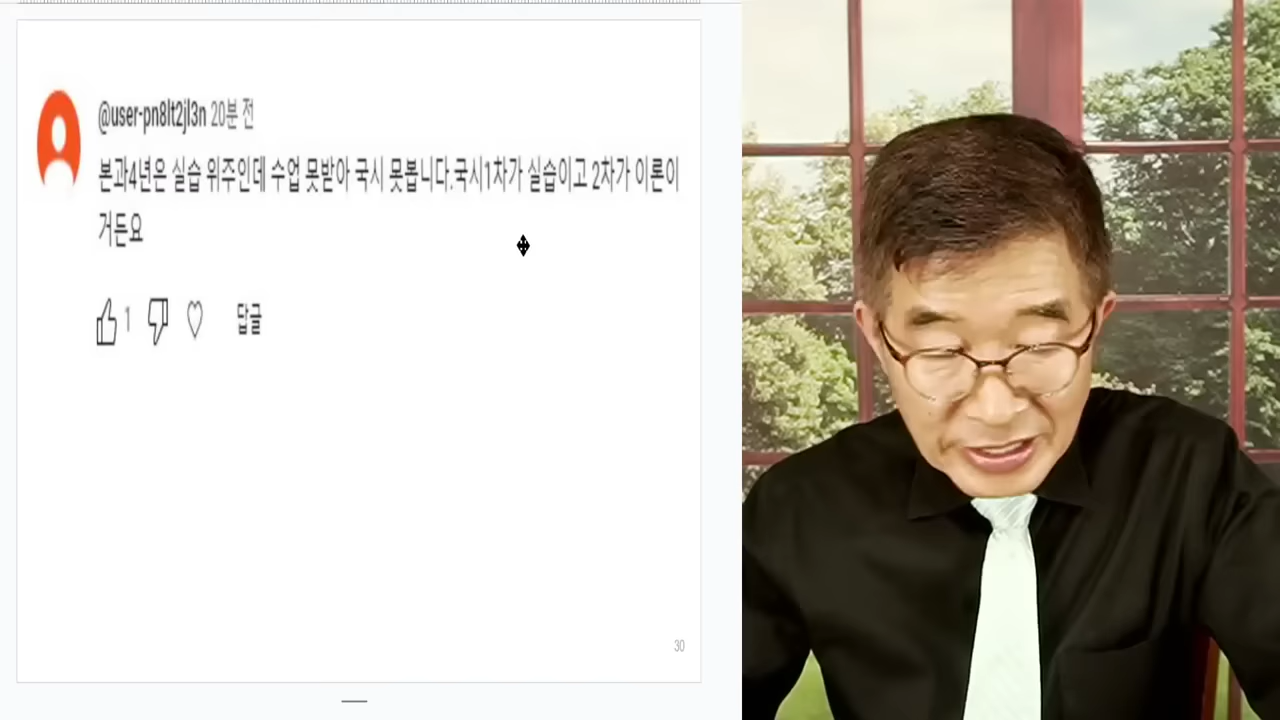 @user-pn8lt2jl3n 20분 전
본과4년은 실습 위주인데 수업 못받아 국시 못봅니다.국시1차가 실습이고 2차가 이론이
거든요
1 답글
30